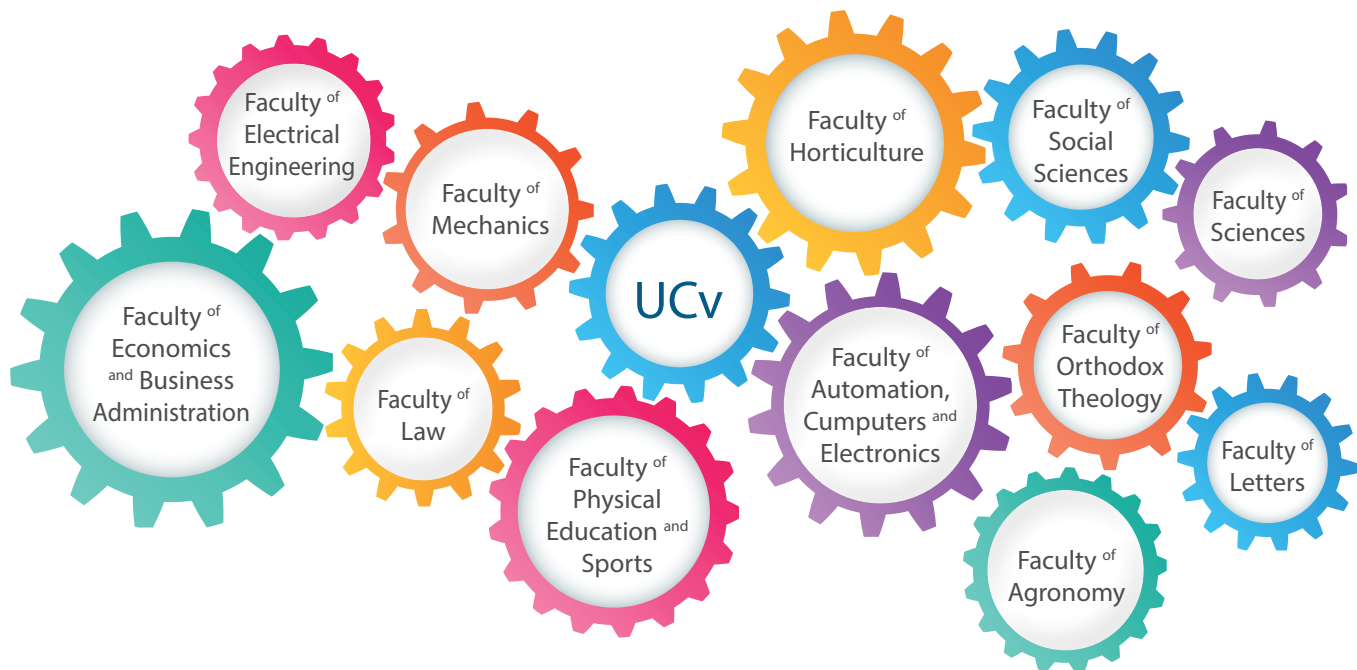 Faculty of
Electrical
Engineering
Faculty of
Mechanics
Faculty of
Horticulture
Faculty of
Social
Sciences
Faculty of
Sciences
Faculty of
Economics
and Business
Administration
Faculty of
Law
UCv
Faculty of
Automation,
Cumputers and
Electronics
Faculty of
Orthodox
Theology
Faculty of
Letters
Faculty of
Physical
Education and
Sports
Faculty of
Agronomy